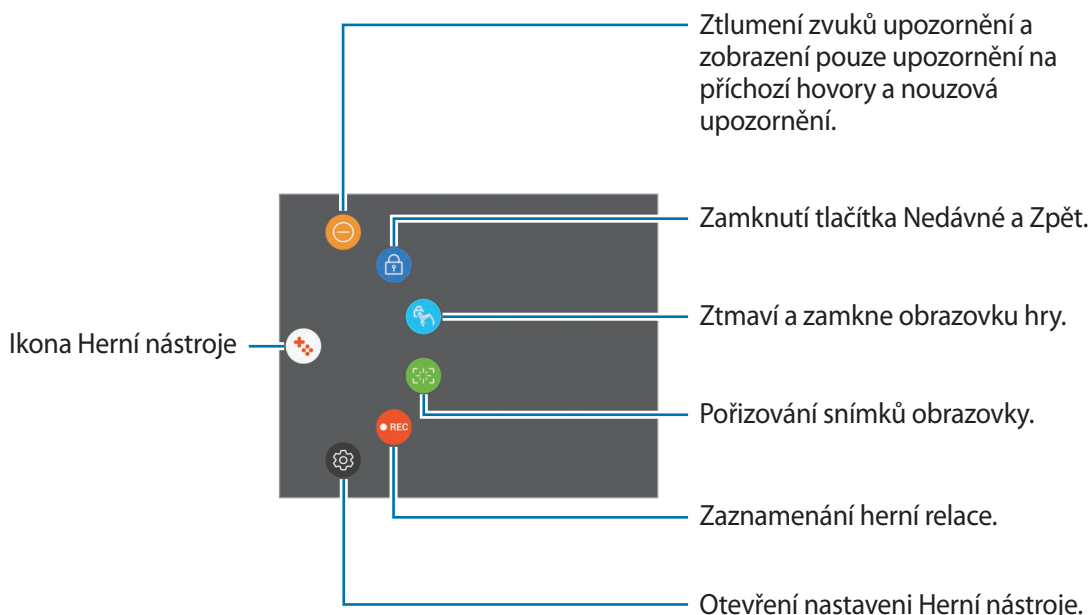 Ztlumení zvuků upozornění a
zobrazení pouze upozornění na
příchozí hovory a nouzová
upozornění.
Zamknutí tlačítka Nedávné a Zpět.
Ztmaví a zamkne obrazovku hry.
Ikona Herní nástroje
Pořizování snímků obrazovky.
REC
Zaznamenání herní relace.
Otevření nastaveni Herní nástroje.